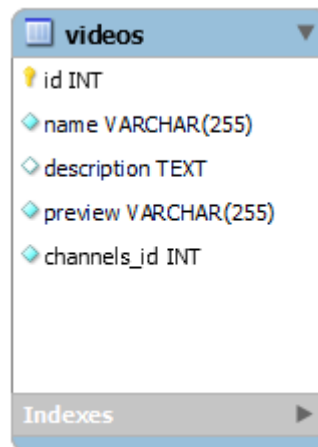 videos
id INT
name VARCHAR(255)
description TEXT
preview VARCHAR(255)
channels_id INT
Indexes